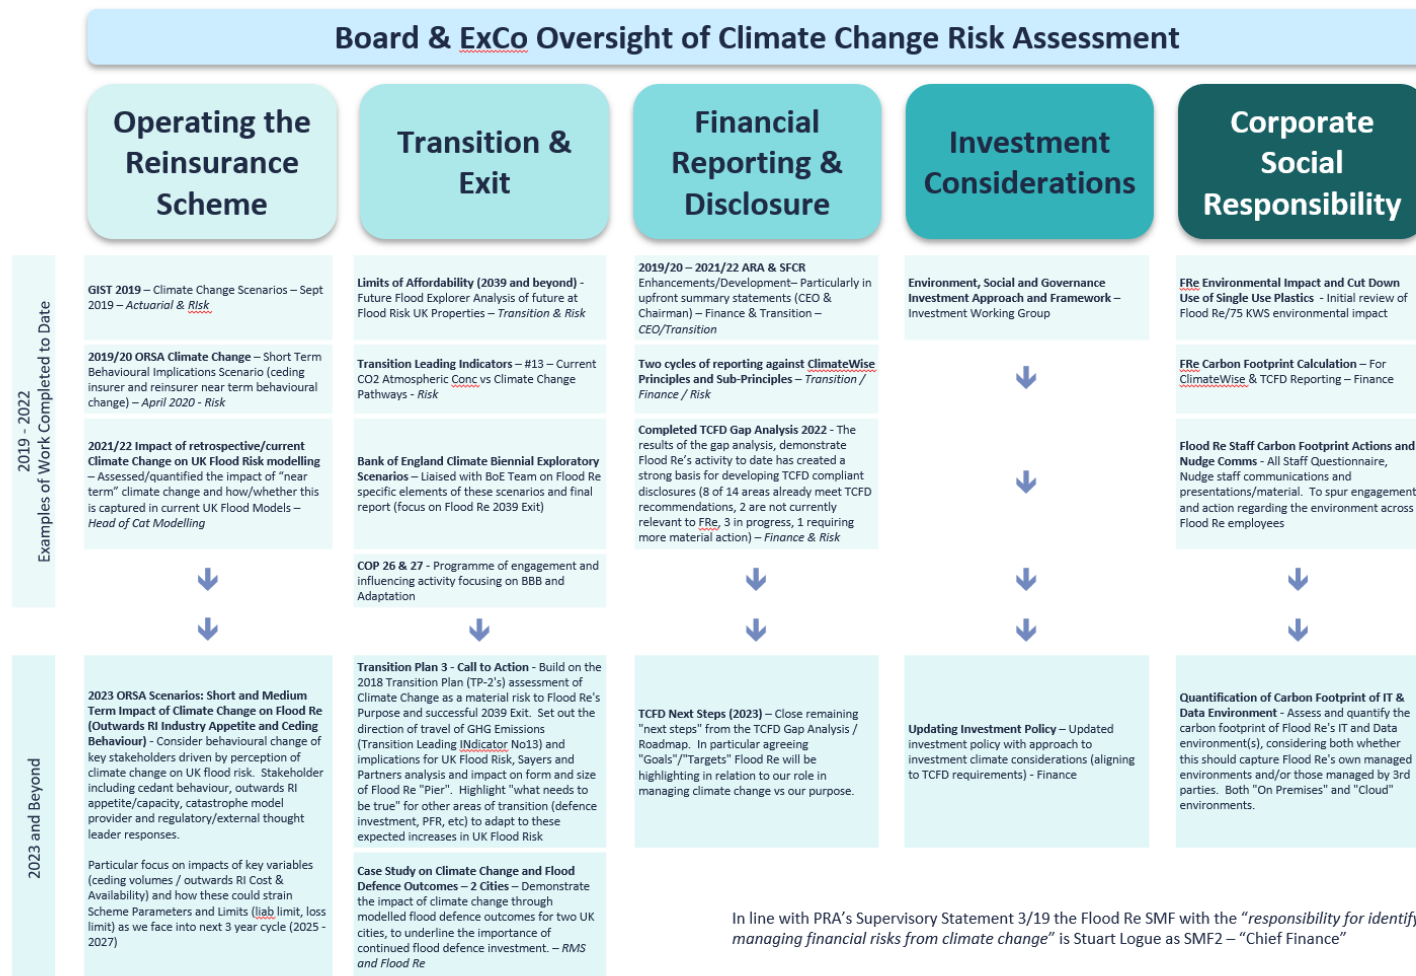 Board & ExCo Oversight of Climate Change Risk Assessment
Operating the
Reinsurance
Scheme
Transition &
Exit
Financial
Reporting &
Disclosure
Investment
Considerations
Corporate
Social
Responsibility
2019 - 2022
Examples of Work Completed to Date
GIST 2019 – Climate Change Scenarios – Sept
2019 – Actuarial & RIsk
2019/20 ORSA Climate Change – Short Term
Behavioural Implications Scenario (ceding
insurer and reinsurer near term behavioural
change) – April 2020 - Risk
2021/22 Impact of retrospective/current
Climate Change on UK Flood Risk modelling
– Assessed/quantified the impact of "near
term" climate change and how/whether this
is captured in current UK Flood Models –
Head of Cat Modelling
Limits of Affordability (2039 and beyond) -
Future Flood Explorer Analysis of future at
Flood Risk UK Properties – Transition & Risk
Transition Leading Indicators – #13 – Current
CO2 Atmospheric Conc vs Climate Change
Pathways - Risk
Bank of England Climate Biennial Exploratory
Scenarios – Liaised with BoE Team on Flood Re
specific elements of these scenarios and final
report (focus on Flood Re 2039 Exit)
COP 26 & 27 - Programme of engagement and
influencing activity focusing on BBB and
Adaptation
2019/20 – 2021/22 ARA & SFCR
Enhancements/Development– Particularly in
upfront summary statements (CEO &
Chairman) – Finance & Transition –
CEO/Transition
Two cycles of reporting against ClimateWise
Principles and Sub-Principles – Transition /
Finance / Risk
Completed TCFD Gap Analysis 2022 - The
results of the gap analysis, demonstrate
Flood Re's activity to date has created a
strong basis for developing TCFD compliant
disclosures (8 of 14 areas already meet TCFD
recommendations, 2 are not currently
relevant to FRe, 3 in progress, 1 requiring
more material action) – Finance & Risk
Environment, Social and Governance
Investment Approach and Framework –
Investment Working Group
FRe Environmental Impact and Cut Down
Use of Single Use Plastics - Initial review of
Flood Re/75 KWS environmental impact
FRe Carbon Footprint Calculation – For
ClimateWise & TCFD Reporting – Finance
Flood Re Staff Carbon Footprint Actions and
Nudge Comms - All Staff Questionnaire,
Nudge staff communications and
presentations/material. To spur engagement
and action regarding the environment across
Flood Re employees
2023 and Beyond
2023 ORSA Scenarios: Short and Medium
Term Impact of Climate Change on Flood Re
(Outwards RI Industry Appetite and Ceding
Behaviour) - Consider behavioural change of
key stakeholders driven by perception of
climate change on UK flood risk. Stakeholder
including cedant behaviour, outwards RI
appetite/capacity, catastrophe model
provider and regulatory/external thought
leader responses.
Particular focus on impacts of key variables
(ceding volumes / outwards RI Cost &
Availability) and how these could strain
Scheme Parameters and Limits (liab limit, loss
limit) as we face into next 3 year cycle (2025 -
2027)
Transition Plan 3 - Call to Action - Build on the
2018 Transition Plan (TP-2's) assessment of
Climate Change as a material risk to Flood Re's
Purpose and successful 2039 Exit. Set out the
direction of travel of GHG Emissions
(Transition Leading INdicator No13) and
implications for UK Flood Risk, Sayers and
Partners analysis and impact on form and size
of Flood Re "Pier". Highlight "what needs to
be true" for other areas of transition (defence
investment, PFR, etc) to adapt to these
expected increases in UK Flood Risk
Case Study on Climate Change and Flood
Defence Outcomes – 2 Cities – Demonstrate
the impact of climate change through
modelled flood defence outcomes for two UK
cities, to underline the importance of
continued flood defence investment. – RMS
and Flood Re
TCFD Next Steps (2023) – Close remaining
"next steps" from the TCFD Gap Analysis /
Roadmap. In particular agreeing
"Goals"/"Targets" Flood Re will be
highlighting in relation to our role in
managing climate change vs our purpose.
Updating Investment Policy – Updated
investment policy with approach to
investment climate considerations (aligning
to TCFD requirements) - Finance
Quantification of Carbon Footprint of IT &
Data Environment - Assess and quantify the
carbon footprint of Flood Re's IT and Data
environment(s), considering both whether
this should capture Flood Re's own managed
environments and/or those managed by 3rd
parties. Both "On Premises" and "Cloud"
environments.
In line with PRA's Supervisory Statement 3/19 the Flood Re SMF with the "responsibility for identify
managing financial risks from climate change" is Stuart Logue as SMF2 – "Chief Finance"